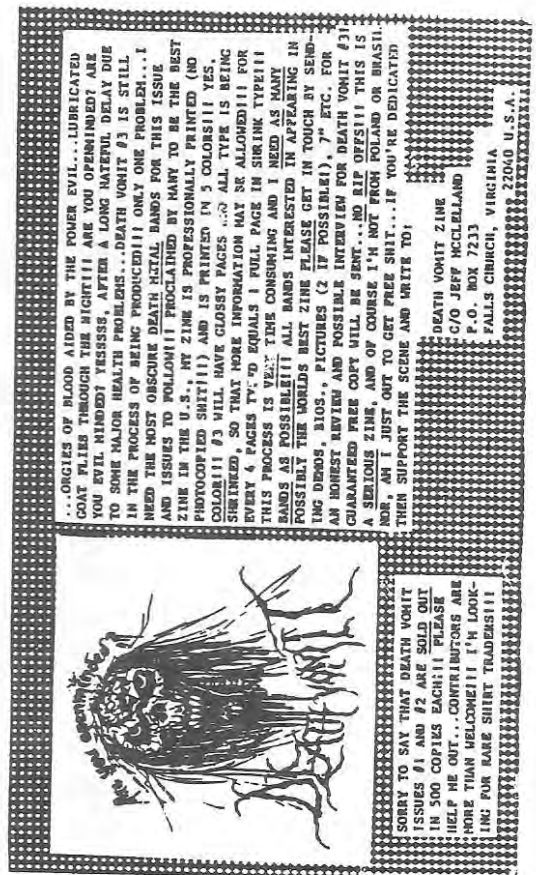 ...ORGIES OF BLOOD AIDED BY THE POWER EVIL...LUBRICATED
GOAT FLIES THROUGH THE NIGHT!!! ARE YOU OPENMINDED? ARE
YOU EVIL MINDED? YESSSSS, AFTER A LONG HATEFUL DELAY DUE
TO SOME MAJOR HEALTH PROBLEMS...DEATH VOMIT #3 IS STILL
IN THE PROCESS OF BEING PRODUCED!!! ONLY ONE PROBLEM...I
NEED THE MOST OBSCURE DEATH METAL BANDS FOR THIS ISSUE
AND ISSUES TO FOLLOW!!! PROCLAIMED BY MANY TO BE THE BEST
ZINE IN THE U.S., MY ZINE IS PROFESSIONALLY PRINTED (NO
PHOTOCOPIED SHIT!!!) AND IS PRINTED IN 5 COLORS!!! YES,
COLOR!!! #3 WILL HAVE GLOSSY PAGES AND ALL TYPE IS BEING
SHRINKED, SO THAT MORE INFORMATION MAY BE ALLOWED!!! FOR
EVERY 4 PAGES TYPED EQUALS 1 FULL PAGE IN SHRINK TYPE!!!
THIS PROCESS IS VERY TIME CONSUMING AND I NEED AS MANY
BANDS AS POSSIBLE!!! ALL BANDS INTERESTED IN APPEARING IN
POSSIBLY THE WORLDS BEST ZINE PLEASE GET IN TOUCH BY SEND-
ING DEMOS, BIOS., PICTURES (2 IF POSSIBLE!), 7" ETC. FOR
AN HONEST REVIEW AND POSSIBLE INTERVIEW FOR DEATH VOMIT #3!
GUARANTEED FREE COPY WILL BE SENT...NO RIP OFFS!!! THIS IS
A SERIOUS ZINE, AND OF COURSE I'M NOT FROM POLAND OR BRASIL
NOR, AM I JUST OUT TO GET FREE SHIT...IF YOU'RE DEDICATED
THEN SUPPORT THE SCENE AND WRITE TO:
DEATH VOMIT ZINE
C/O JEFF MCCLELLAND
P.O. BOX 7233
FALLS CHURCH, VIRGINIA
22040 U.S.A.
Are you openminded?
SORRY TO SAY THAT DEATH VOMIT
ISSUES #1 AND #2 ARE SOLD OUT
IN 500 COPIES EACH!!! PLEASE
HELP ME OUT...CONTRIBUTORS ARE
MORE THAN WELCOME!!! I'M LOOK-
ING FOR RARE SHIRT TRADERS!!!